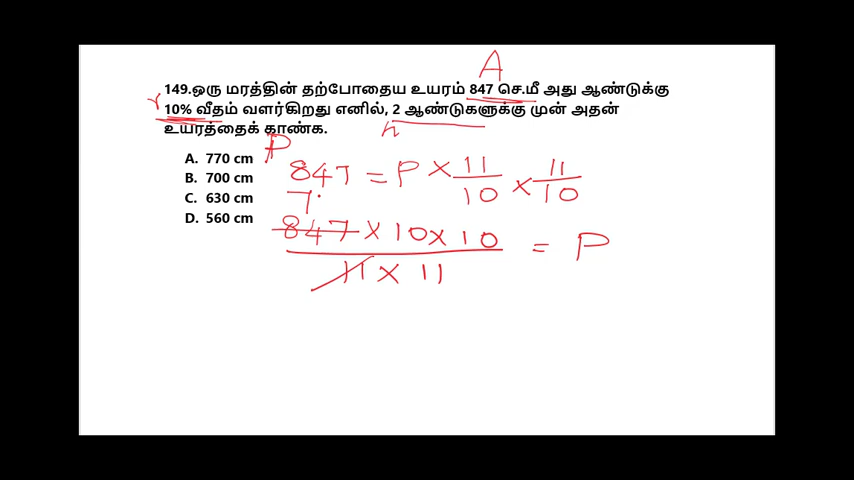 A
149.ஒரு மரத்தின் தற்போதைய உயரம் 847 செ.மீ அது ஆண்டுக்கு
r 10% வீதம் வளர்கிறது எனில், 2 ஆண்டுகளுக்கு முன் அதன்
உயரத்தைக் காண்க.
n
P
A. 770 cm
B. 700 cm
C. 630 cm
D. 560 cm
847 = P × 11/10 × 11/10
7
847 × 10 × 10 / 11 × 11 = P